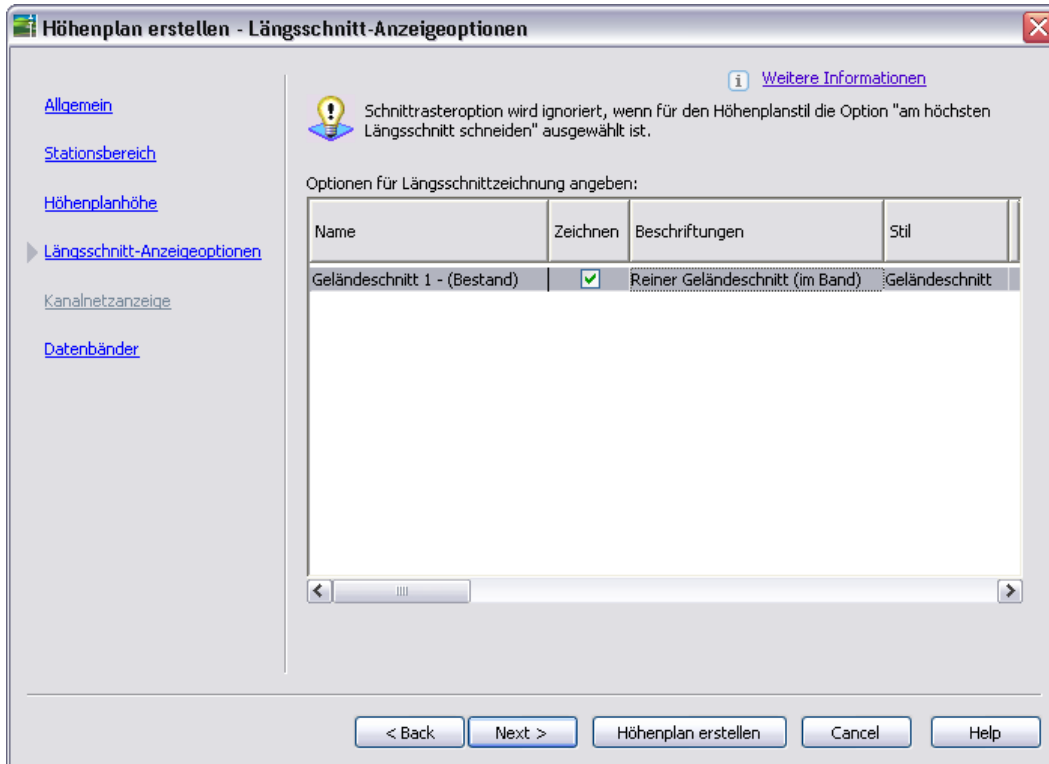 Höhenplan erstellen - Längsschnitt-Anzeigeoptionen
Allgemein
Stationsbereich
Höhenplanhöhe
Längsschnitt-Anzeigeoptionen
Kanalnetzanzeige
Datenbänder
Weitere Informationen
Schnittrasteroption wird ignoriert, wenn für den Höhenplanstil die Option "am höchsten
Längsschnitt schneiden" ausgewählt ist.
Optionen für Längsschnittzeichnung angeben:
Name Zeichnen Beschriftungen Stil
Geländeschnitt 1 - (Bestand) Reiner Geländeschnitt (im Band) Geländeschnitt
< Back Next > Höhenplan erstellen Cancel Help